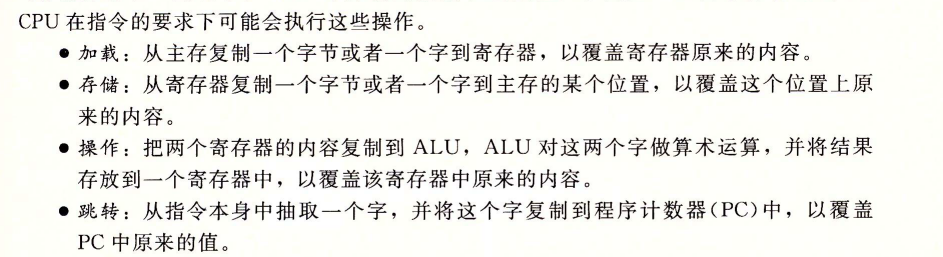 CPU 在指令的要求下可能会执行这些操作。
● 加载：从主存复制一个字节或者一个字到寄存器，以覆盖寄存器原来的内容。
● 存储：从寄存器复制一个字节或者一个字到主存的某个位置，以覆盖这个位置上原
来的内容。
● 操作：把两个寄存器的内容复制到 ALU，ALU 对这两个字做算术运算，并将结果
存放到一个寄存器中，以覆盖该寄存器中原来的内容。
● 跳转：从指令本身中抽取一个字，并将这个字复制到程序计数器(PC)中，以覆盖
PC 中原来的值。